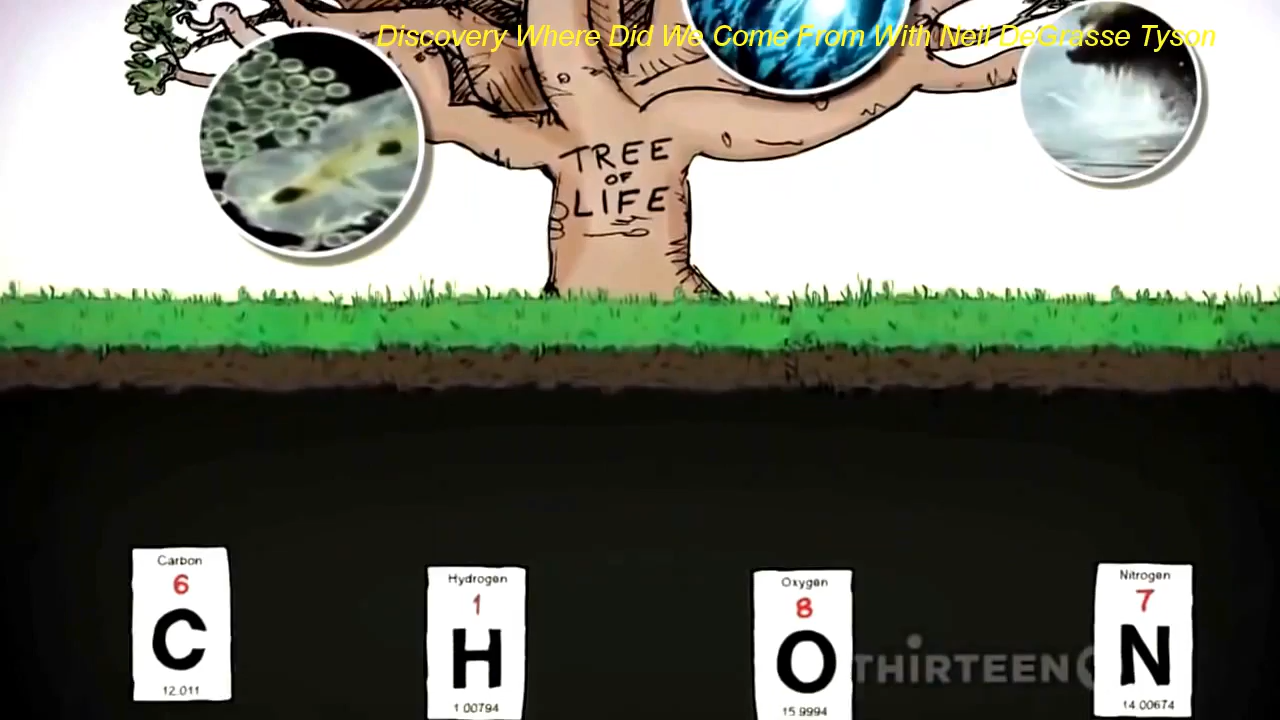 Discovery Where Did We Come From With Neil DeGrasse Tyson
TREE
OF
LIFE
Carbon
6
C
12.011
Hydrogen
1
H
1.00794
Oxygen
8
O
15.9994
THIRTEEN
Nitrogen
7
N
14.00674